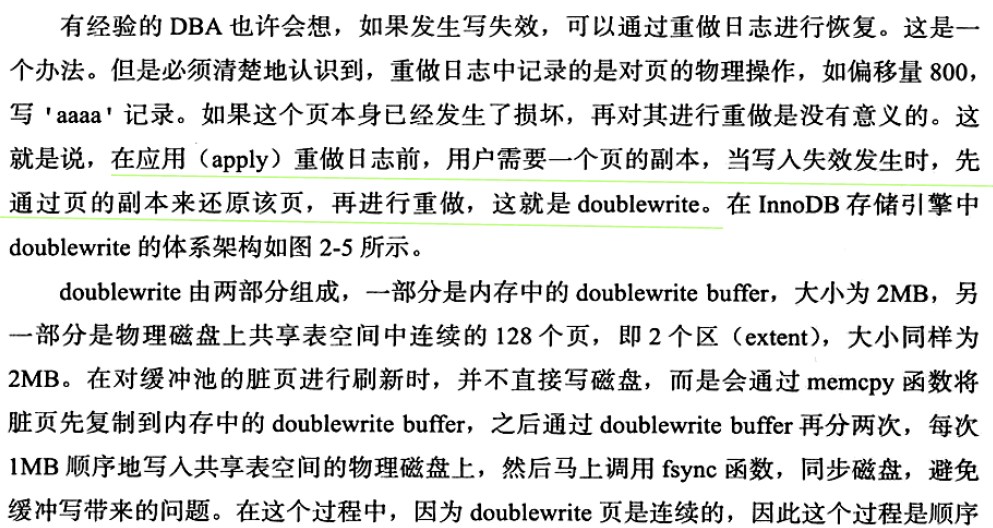 有经验的 DBA 也许会想，如果发生写失效，可以通过重做日志进行恢复。这是一
个办法。但是必须清楚地认识到，重做日志中记录的是对页的物理操作，如偏移量 800，
写 'aaaa' 记录。如果这个页本身已经发生了损坏，再对其进行重做是没有意义的。这
就是说，在应用（apply）重做日志前，用户需要一个页的副本，当写入失效发生时，先
通过页的副本来还原该页，再进行重做，这就是 doublewrite。在 InnoDB 存储引擎中
doublewrite 的体系架构如图 2-5 所示。
doublewrite 由两部分组成，一部分是内存中的 doublewrite buffer，大小为 2MB，另
一部分是物理磁盘上共享表空间中连续的 128 个页，即 2 个区（extent），大小同样为
2MB。在对缓冲池的脏页进行刷新时，并不直接写磁盘，而是会通过 memcpy 函数将
脏页先复制到内存中的 doublewrite buffer，之后通过 doublewrite buffer 再分两次，每次
1MB 顺序地写入共享表空间的物理磁盘上，然后马上调用 fsync 函数，同步磁盘，避免
缓冲写带来的问题。在这个过程中，因为 doublewrite 页是连续的，因此这个过程是顺序